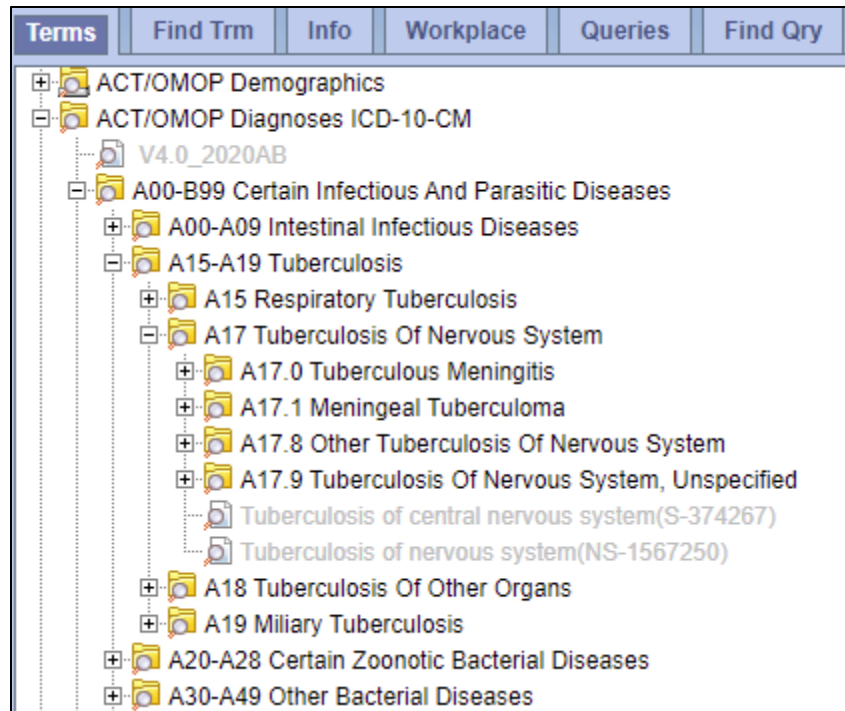 Terms Find Trm Info Workplace Queries Find Qry
ACT/OMOP Demographics
ACT/OMOP Diagnoses ICD-10-CM
V4.0_2020AB
A00-B99 Certain Infectious And Parasitic Diseases
A00-A09 Intestinal Infectious Diseases
A15-A19 Tuberculosis
A15 Respiratory Tuberculosis
A17 Tuberculosis Of Nervous System
A17.0 Tuberculous Meningitis
A17.1 Meningeal Tuberculoma
A17.8 Other Tuberculosis Of Nervous System
A17.9 Tuberculosis Of Nervous System, Unspecified
Tuberculosis of central nervous system(S-374267)
Tuberculosis of nervous system(NS-1567250)
A18 Tuberculosis Of Other Organs
A19 Miliary Tuberculosis
A20-A28 Certain Zoonotic Bacterial Diseases
A30-A49 Other Bacterial Diseases